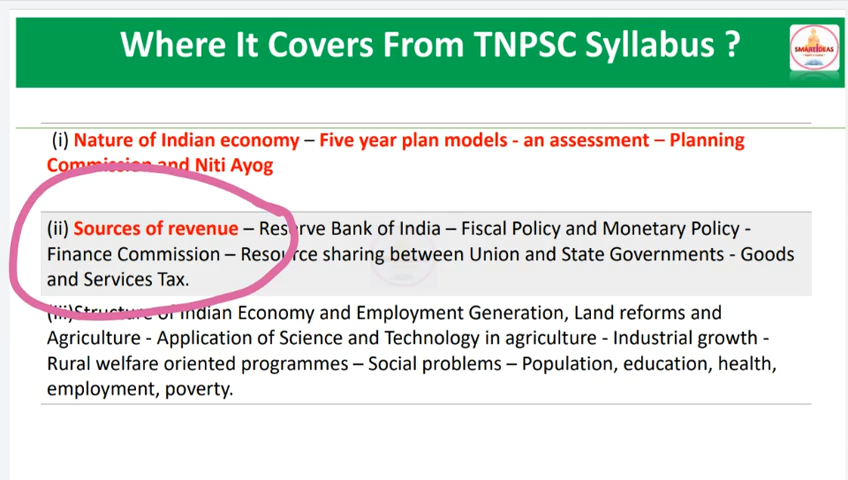 Where It Covers From TNPSC Syllabus ?
SMARTIDEAS
(i) Nature of Indian economy – Five year plan models - an assessment – Planning
Commission and Niti Ayog
(ii) Sources of revenue – Reserve Bank of India – Fiscal Policy and Monetary Policy -
Finance Commission – Resource sharing between Union and State Governments - Goods
and Services Tax.
(iii)Structure of Indian Economy and Employment Generation, Land reforms and
Agriculture - Application of Science and Technology in agriculture - Industrial growth -
Rural welfare oriented programmes – Social problems – Population, education, health,
employment, poverty.